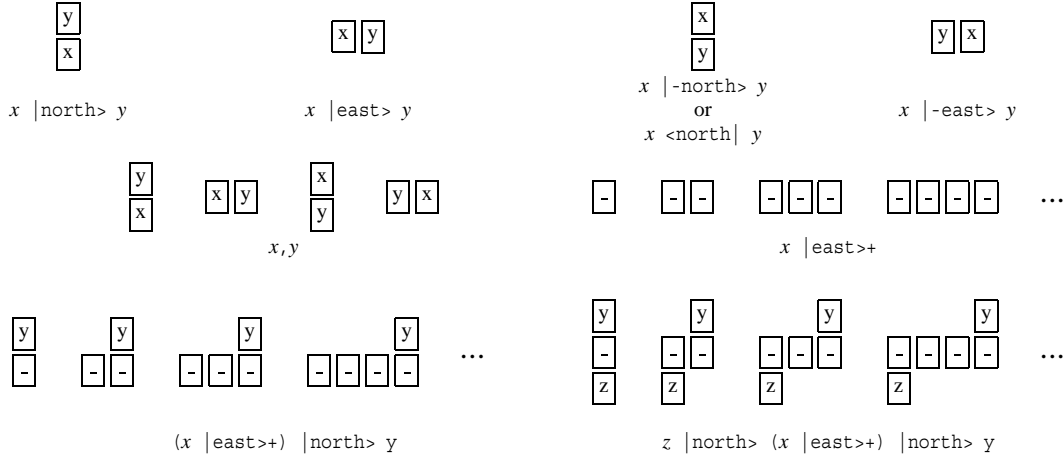 y
x
x |north> y
x y
x |east> y
x
y
x |-north> y
or
x <north| y
y x
x |-east> y
y
x
x y
x
y
y x
x,y
- - - - - - - - - - ...
x |east>+
y y y y
- - - - - - - - - - ...
(x |east>+) |north> y
y y y y
- - - - - - - - - - ...
z z z z
z |north> (x |east>+) |north> y